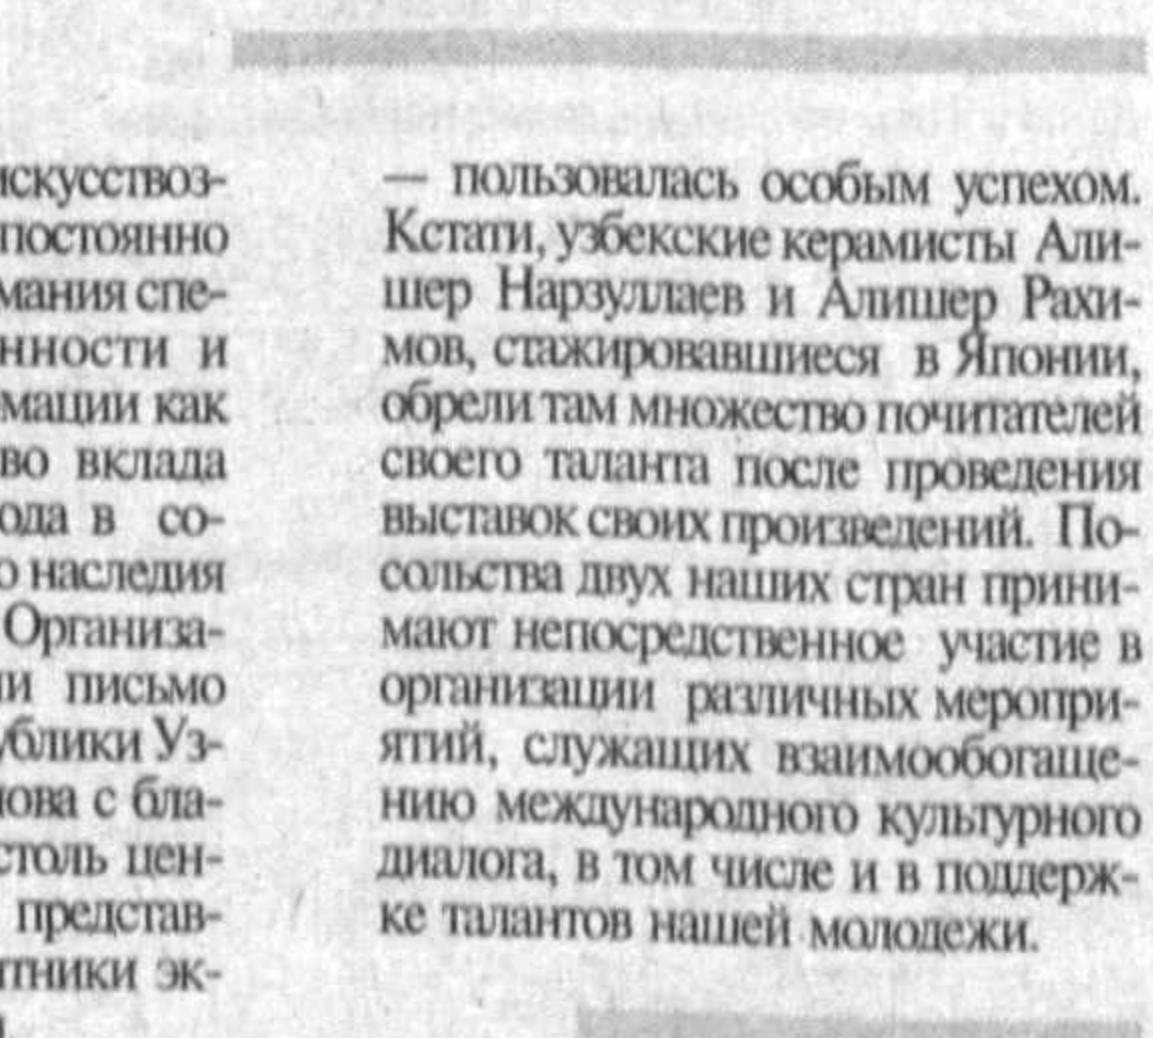 искусствоз-
постоянно
мания спе-
нности и
мации как
во вклада
ода в со-
о наследия
Организа-
ли письмо
ублики Уз-
нова с бла-
столь цен-
представ-
тники эк-
— пользовалась особым успехом.
Кстати, узбекские керамисты Али-
шер Нарзуллаев и Алишер Рахи-
мов, стажировавшиеся в Японии,
обрели там множество почитателей
своего таланта после проведения
выставок своих произведений. По-
сольства двух наших стран прини-
мают непосредственное участие в
организации различных меропри-
ятий, служащих взаимообогаще-
нию международного культурного
диалога, в том числе и в поддерж-
ке талантов нашей молодежи.